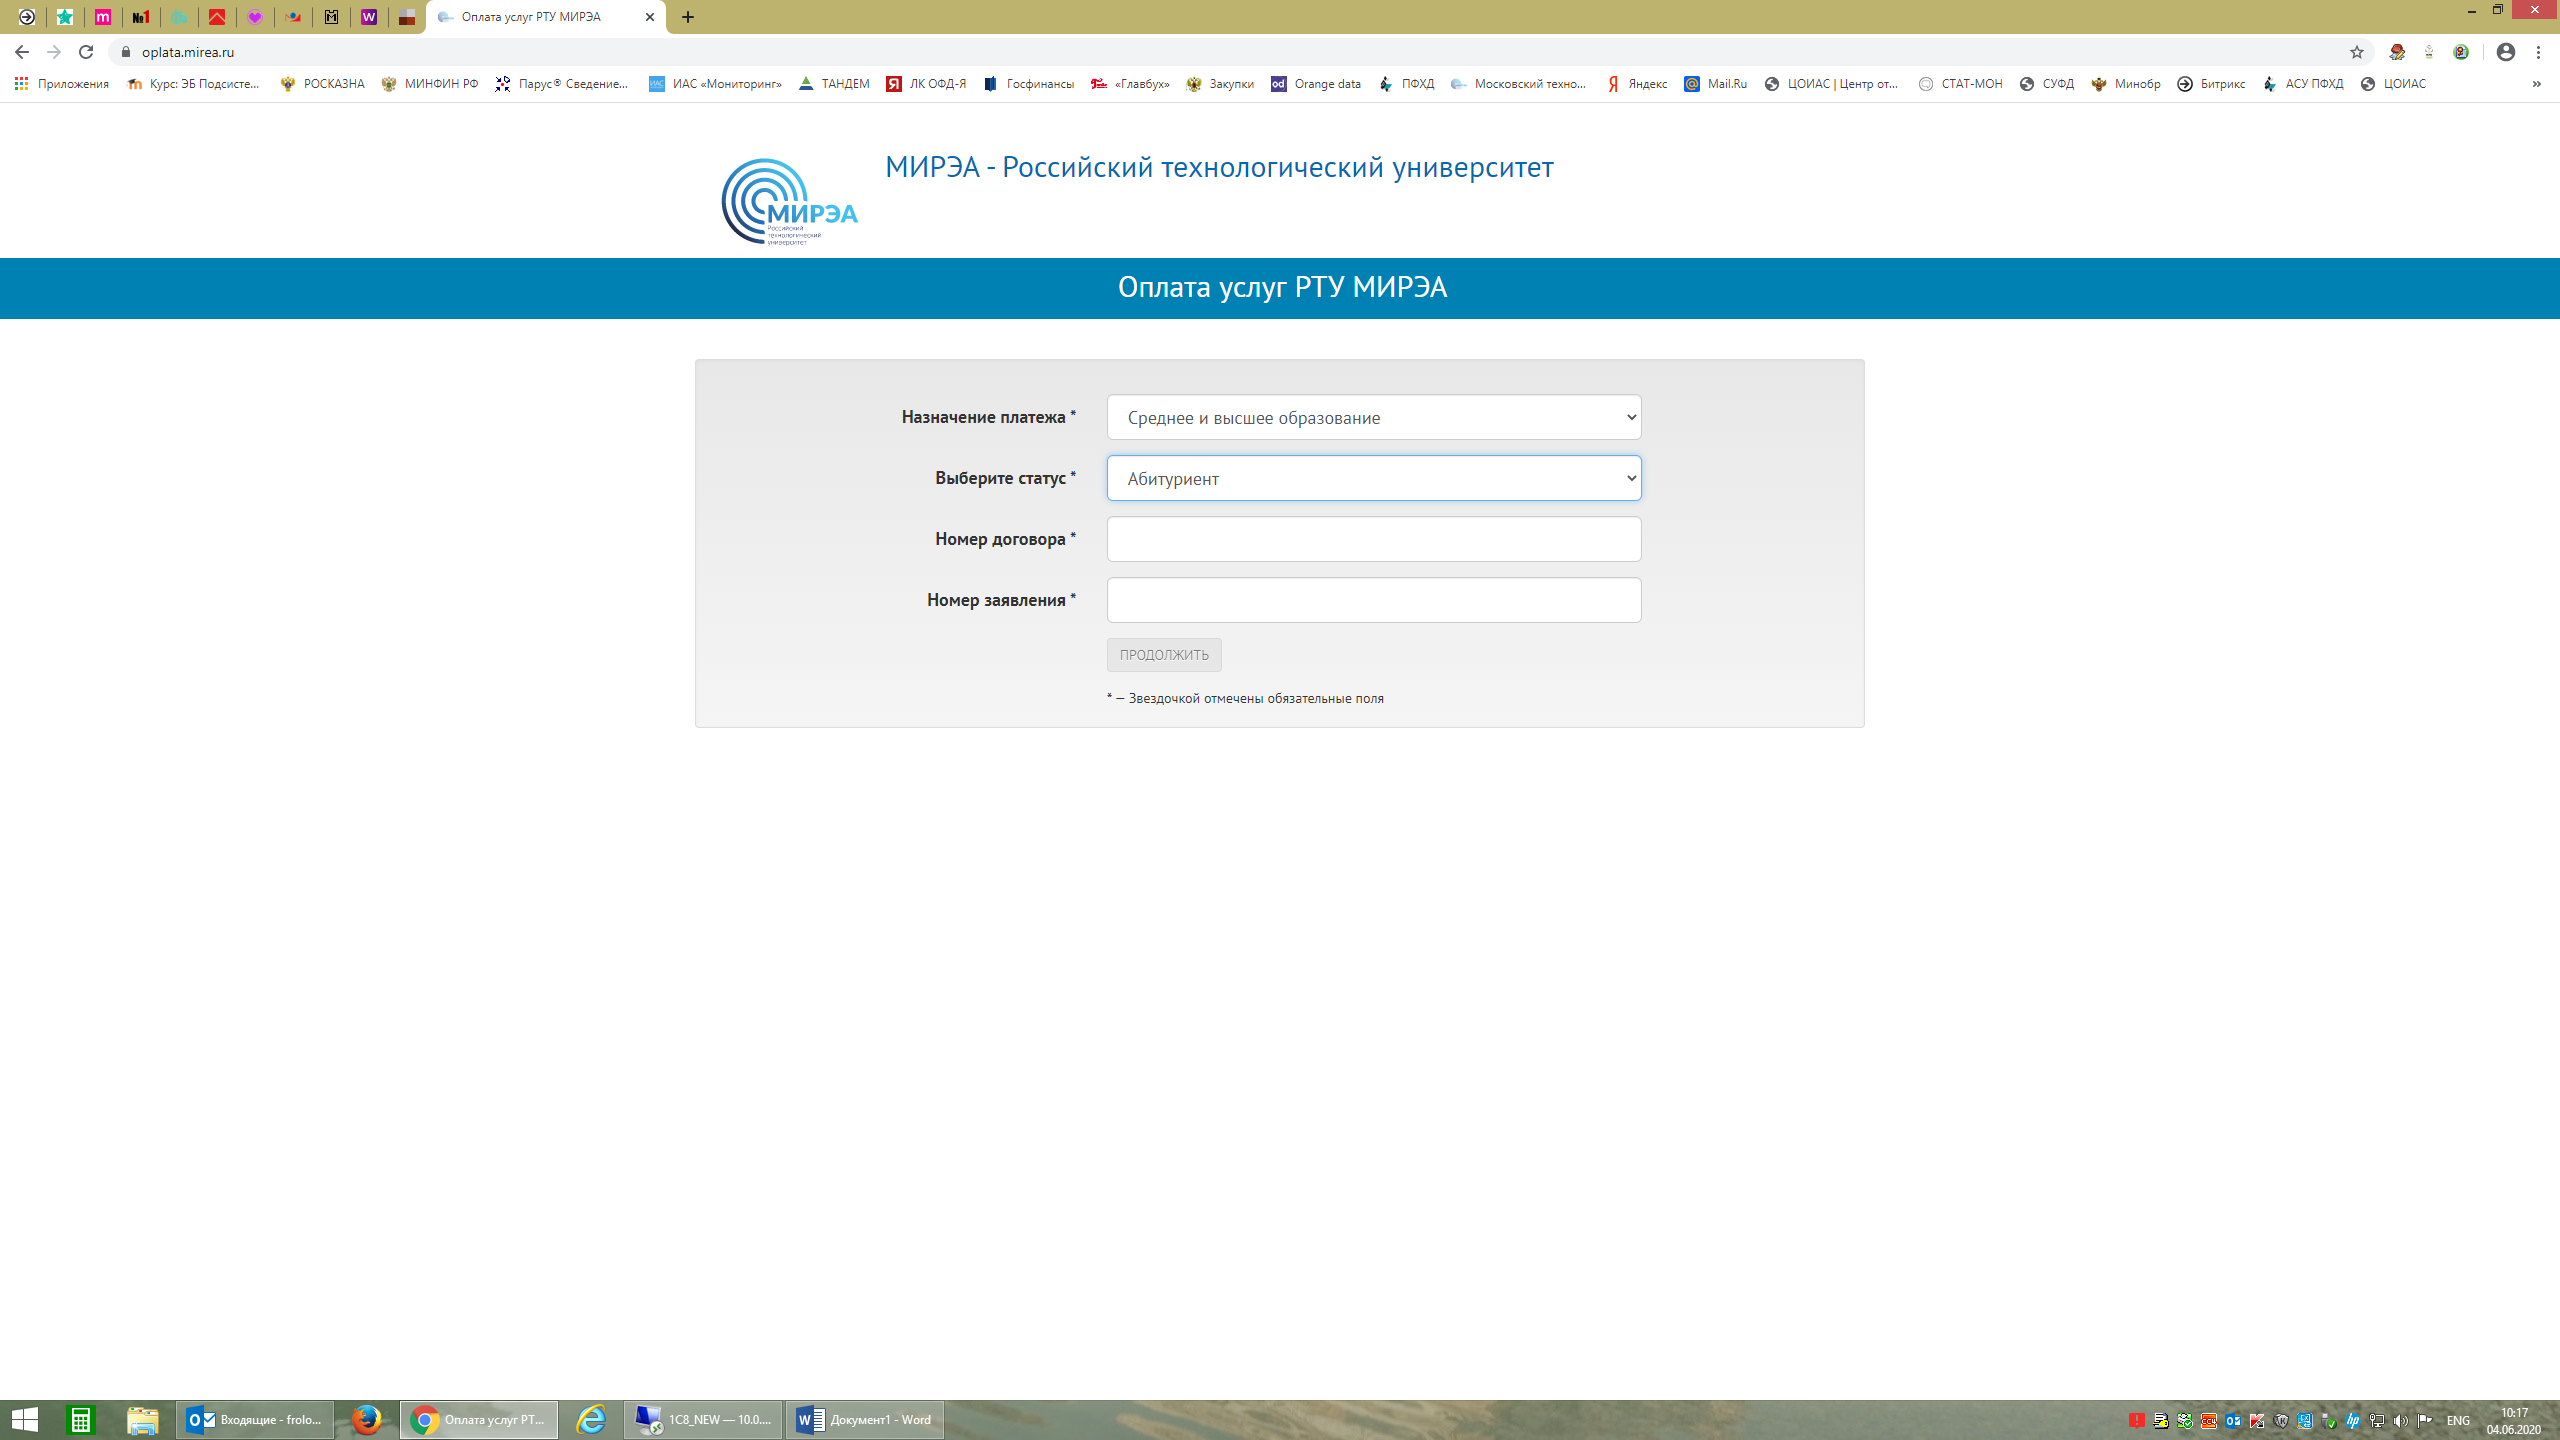 №1
Оплата услуг РТУ МИРЭА
oplata.mirea.ru
Приложения Курс: ЭБ Подсисте... РОСКАЗНА МИНФИН РФ Парус® Сведение... ИАС «Мониторинг» ТАНДЕМ ЛК ОФД-Я Госфинансы «Главбух» Закупки Orange data ПФХД Московский техно... Яндекс Mail.Ru ЦОИАС | Центр от... СТАТ-МОН СУФД Минобр Битрикс АСУ ПФХД ЦОИАС »
МИРЭА - Российский технологический университет
МИРЭА
Российский
технологический
университет
Оплата услуг РТУ МИРЭА
Назначение платежа * Среднее и высшее образование
Выберите статус * Абитуриент
Номер договора *
Номер заявления *
ПРОДОЛЖИТЬ
* — Звездочкой отмечены обязательные поля
Входящие - frolo... Оплата услуг РТ... 1C8_NEW — 10.0.... Документ1 - Word ENG 10:17
04.06.2020